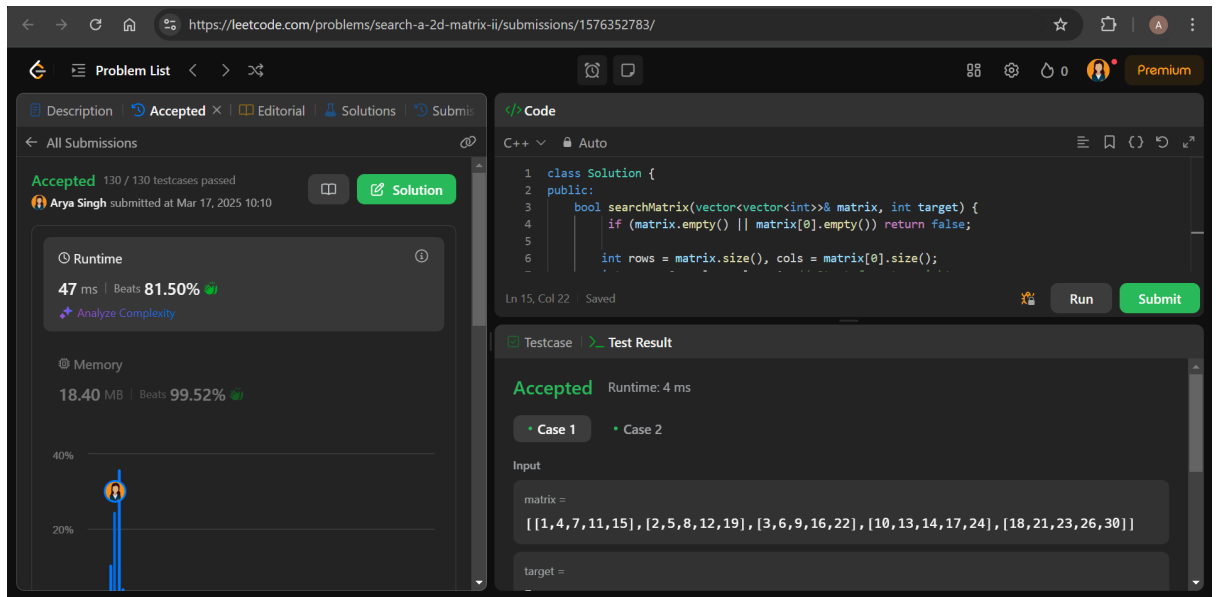 https://leetcode.com/problems/search-a-2d-matrix-ii/submissions/1576352783/
A
Problem List
0
Premium
Description
Accepted
Editorial
Solutions
Submis
All Submissions
Accepted 130 / 130 testcases passed
Arya Singh submitted at Mar 17, 2025 10:10
Solution
Runtime
47 ms | Beats 81.50%
Analyze Complexity
Memory
18.40 MB | Beats 99.52%
40%
20%
</> Code
C++ Auto
1 class Solution {
2 public:
3 bool searchMatrix(vector<vector<int>>& matrix, int target) {
4 if (matrix.empty() || matrix[0].empty()) return false;
5
6 int rows = matrix.size(), cols = matrix[0].size();
Ln 15, Col 22 | Saved
Run
Submit
Testcase
Test Result
Accepted Runtime: 4 ms
• Case 1
• Case 2
Input
matrix =
[[1,4,7,11,15],[2,5,8,12,19],[3,6,9,16,22],[10,13,14,17,24],[18,21,23,26,30]]
target =